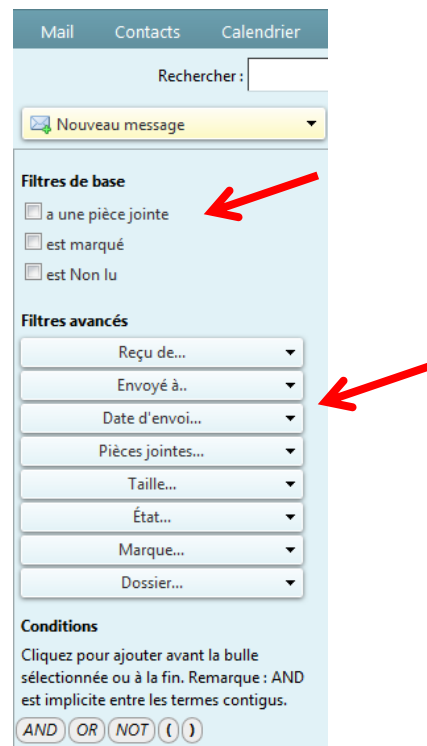 Mail Contacts Calendrier
Rechercher :
Nouveau message
Filtres de base
a une pièce jointe
est marqué
est Non lu
Filtres avancés
Reçu de...
Envoyé à..
Date d'envoi...
Pièces jointes...
Taille...
État...
Marque...
Dossier...
Conditions
Cliquez pour ajouter avant la bulle
sélectionnée ou à la fin. Remarque : AND
est implicite entre les termes contigus.
AND OR NOT ( )